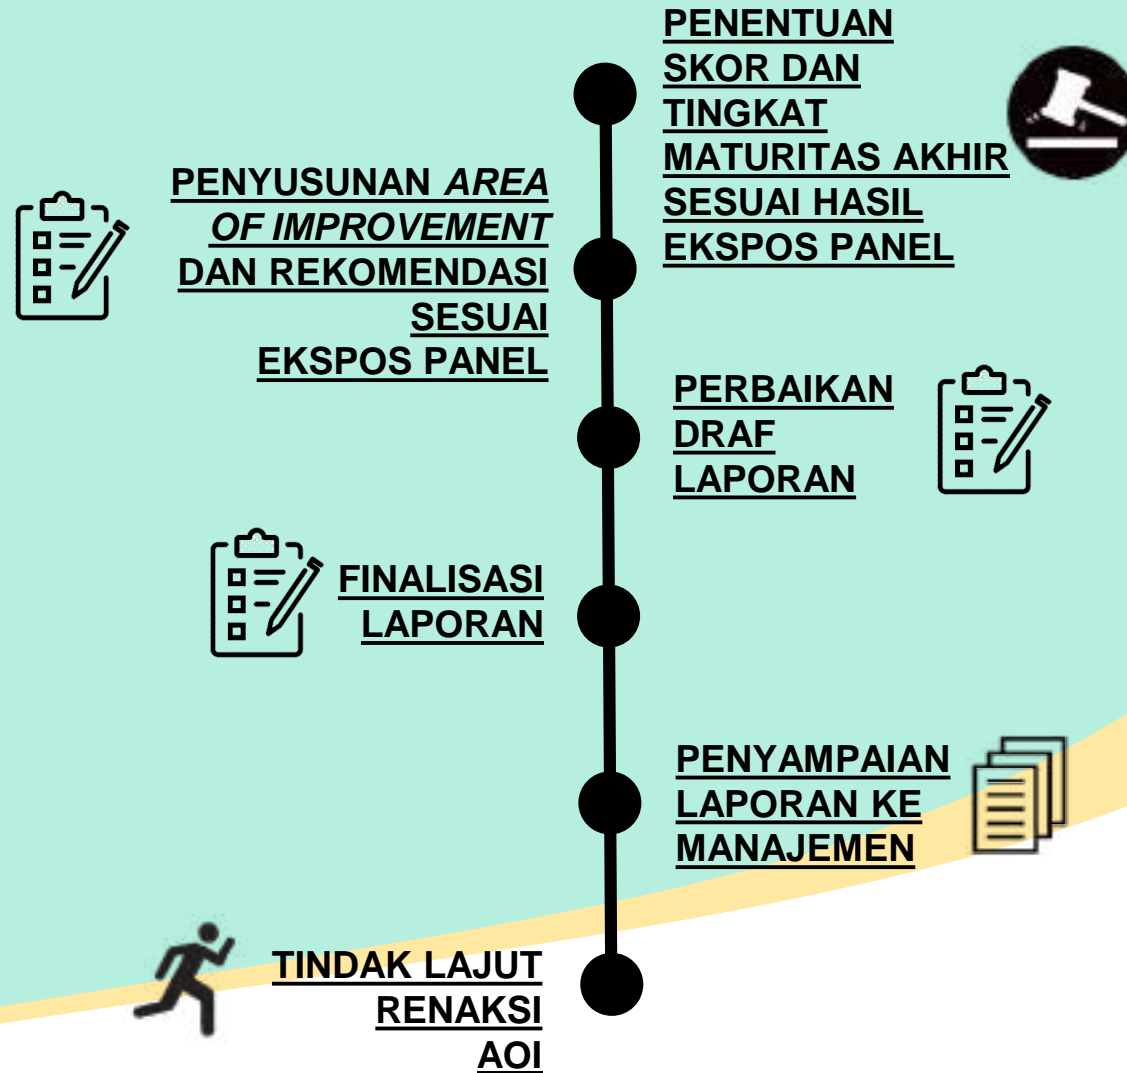 PENENTUAN
SKOR DAN
TINGKAT
MATURITAS AKHIR
SESUAI HASIL
EKSPOS PANEL
PENYUSUNAN AREA
OF IMPROVEMENT
DAN REKOMENDASI
SESUAI
EKSPOS PANEL
PERBAIKAN
DRAF
LAPORAN
FINALISASI
LAPORAN
PENYAMPAIAN
LAPORAN KE
MANAJEMEN
TINDAK LAJUT
RENAKSI
AOI